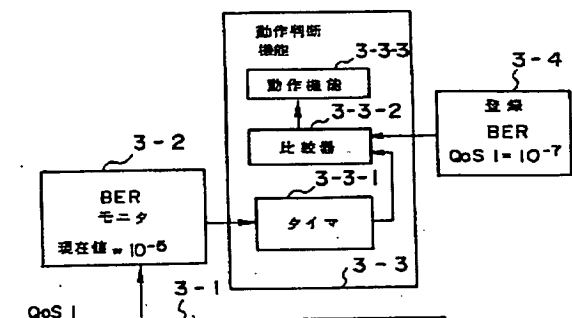 動作判断
機能
3-3-3
動作機能
3-3-2
比較器
3-3-1
タイマ
3-3
3-4
登録
BER
QoS 1=10-7
3-2
BER
モニタ
現在値=10-5
3-1
QoS 1